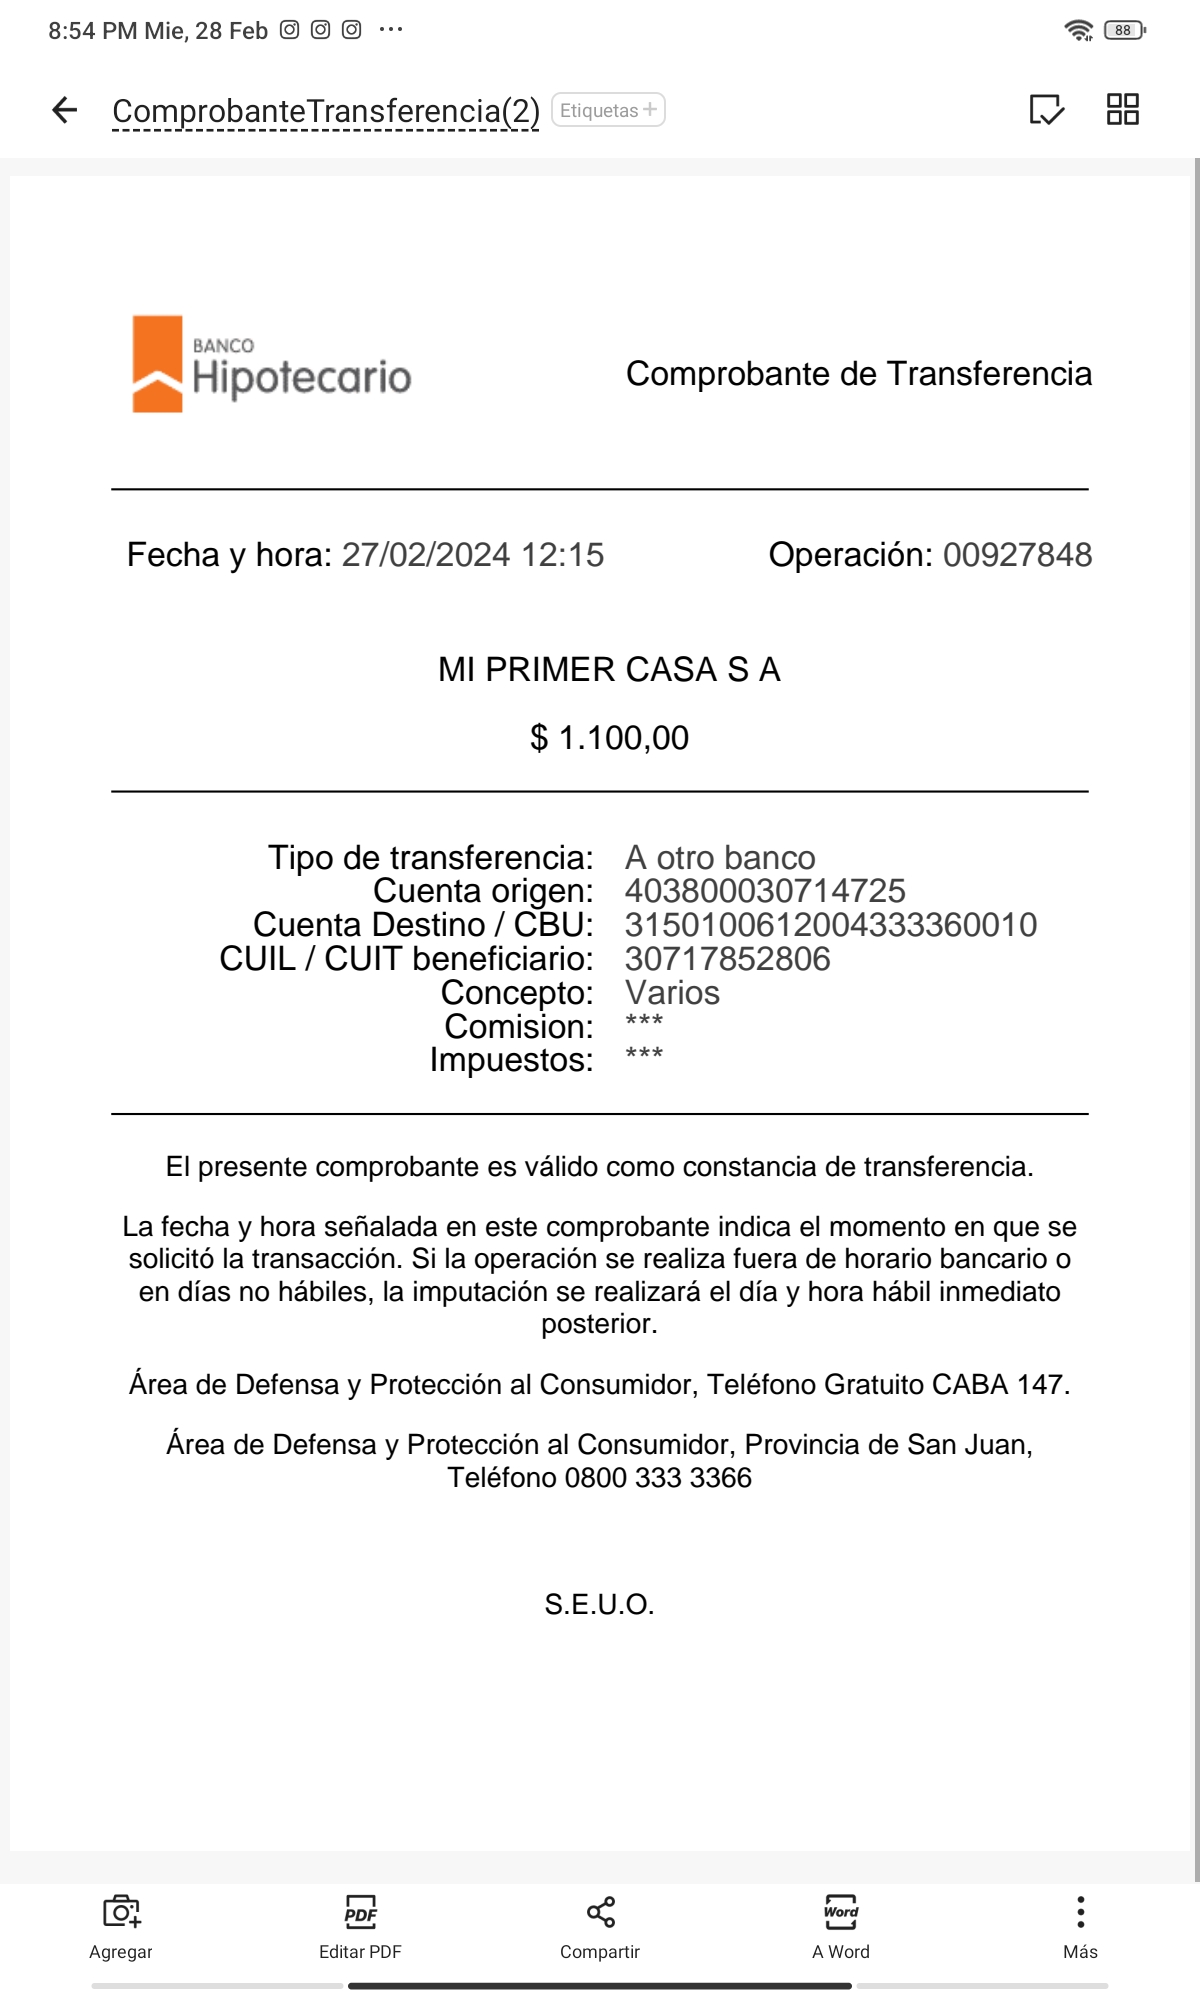 8:54 PM Mie, 28 Feb
88
ComprobanteTransferencia(2) Etiquetas +
BANCO
Hipotecario
Comprobante de Transferencia
Fecha y hora: 27/02/2024 12:15 Operación: 00927848
MI PRIMER CASA S A
$ 1.100,00
Tipo de transferencia: A otro banco
Cuenta origen: 403800030714725
Cuenta Destino / CBU: 3150100612004333360010
CUIL / CUIT beneficiario: 30717852806
Concepto: Varios
Comision: ***
Impuestos: ***
El presente comprobante es válido como constancia de transferencia.
La fecha y hora señalada en este comprobante indica el momento en que se
solicitó la transacción. Si la operación se realiza fuera de horario bancario o
en días no hábiles, la imputación se realizará el día y hora hábil inmediato
posterior.
Área de Defensa y Protección al Consumidor, Teléfono Gratuito CABA 147.
Área de Defensa y Protección al Consumidor, Provincia de San Juan,
Teléfono 0800 333 3366
S.E.U.O.
PDF Word
Agregar Editar PDF Compartir A Word Más